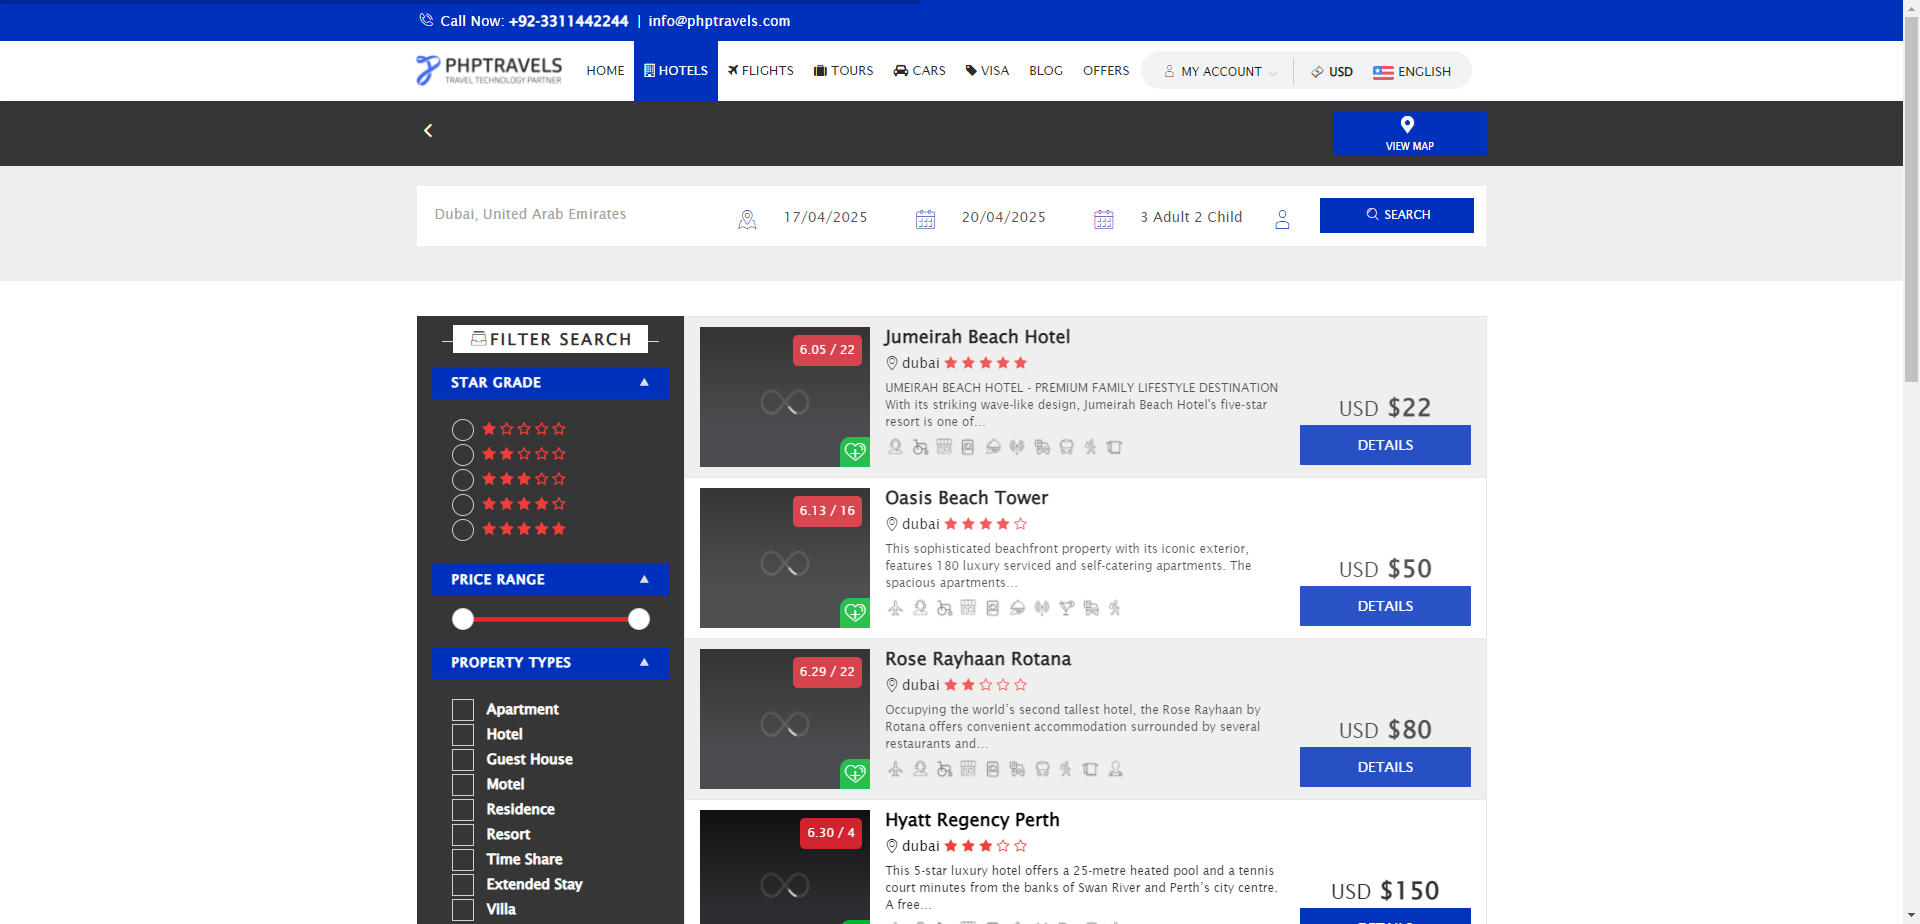 Call Now: +92-3311442244 | info@phptravels.com
PHPTRAVELS
TRAVEL TECHNOLOGY PARTNER
HOME HOTELS FLIGHTS TOURS CARS VISA BLOG OFFERS MY ACCOUNT USD ENGLISH
VIEW MAP
Dubai, United Arab Emirates 17/04/2025 20/04/2025 3 Adult 2 Child SEARCH
FILTER SEARCH
STAR GRADE
PRICE RANGE
PROPERTY TYPES
Apartment
Hotel
Guest House
Motel
Residence
Resort
Time Share
Extended Stay
Villa
6.05 / 22
Jumeirah Beach Hotel
dubai
UMEIRAH BEACH HOTEL - PREMIUM FAMILY LIFESTYLE DESTINATION
With its striking wave-like design, Jumeirah Beach Hotel's five-star
resort is one of...
USD $22
DETAILS
6.13 / 16
Oasis Beach Tower
dubai
This sophisticated beachfront property with its iconic exterior,
features 180 luxury serviced and self-catering apartments. The
spacious apartments...
USD $50
DETAILS
6.29 / 22
Rose Rayhaan Rotana
dubai
Occupying the world’s second tallest hotel, the Rose Rayhaan by
Rotana offers convenient accommodation surrounded by several
restaurants and...
USD $80
DETAILS
6.30 / 4
Hyatt Regency Perth
dubai
This 5-star luxury hotel offers a 25-metre heated pool and a tennis
court minutes from the banks of Swan River and Perth’s city centre.
A free...
USD $150
DETAILS